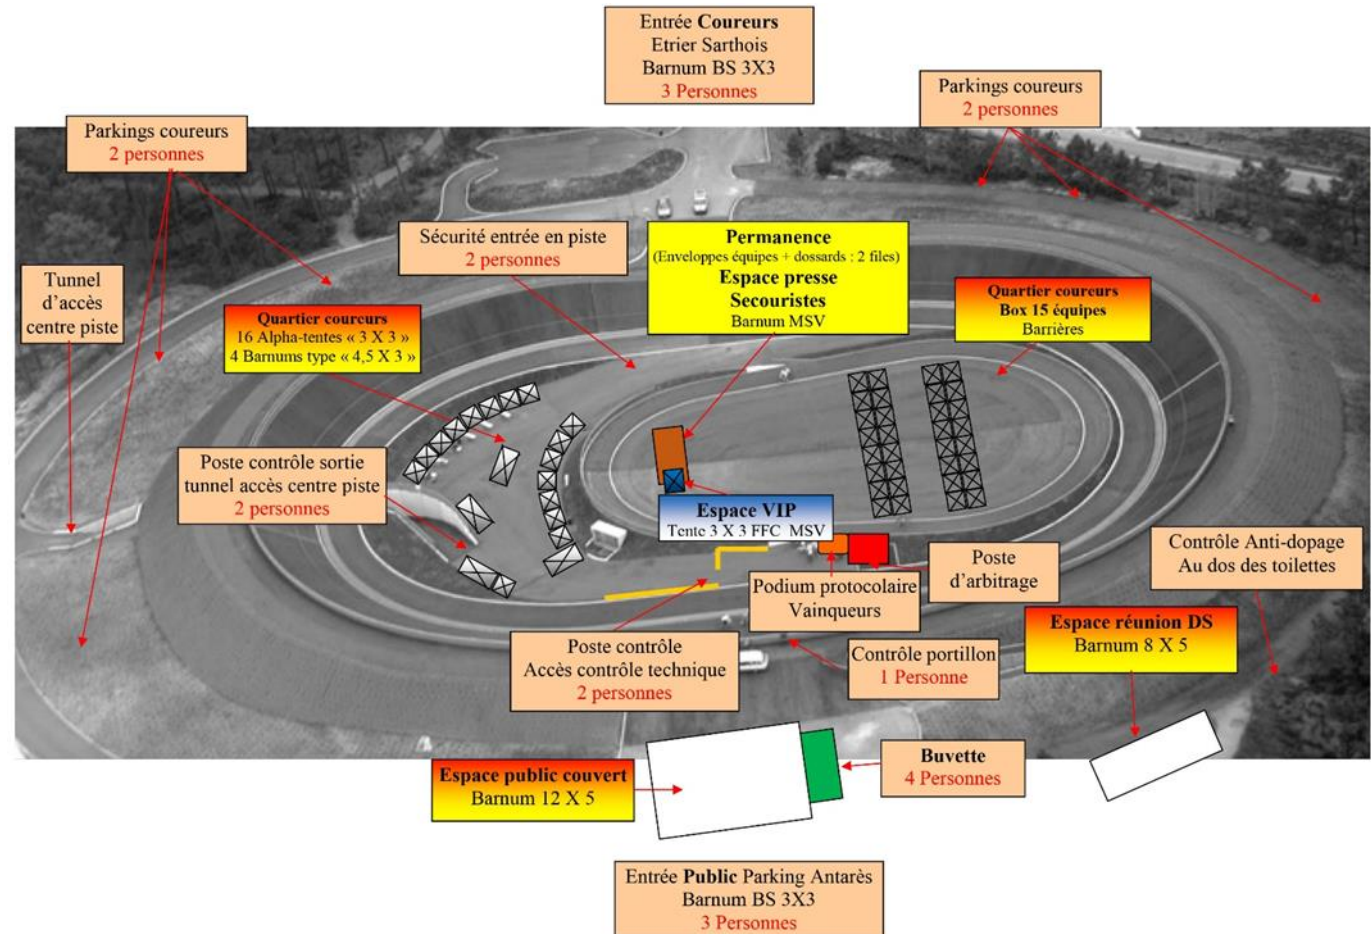 Entrée Coureurs
Etrier Sarthois
Barnum BS 3X3
3 Personnes
Parkings coureurs
2 personnes
Parkings coureurs
2 personnes
Sécurité entrée en piste
2 personnes
Permanence
(Enveloppes équipes + dossards : 2 files)
Espace presse
Secouristes
Barnum MSV
Tunnel
d'accès
centre piste
Quartier coureurs
16 Alpha-tentes « 3 X 3 »
4 Barnums type « 4,5 X 3 »
Quartier coureurs
Box 15 équipes
Barrières
Poste contrôle sortie
tunnel accès centre piste
2 personnes
Espace VIP
Tente 3 X 3 FFC MSV
Contrôle Anti-dopage
Au dos des toilettes
Poste
d'arbitrage
Podium protocolaire
Vainqueurs
Espace réunion DS
Barnum 8 X 5
Poste contrôle
Accès contrôle technique
2 personnes
Contrôle portillon
1 Personne
Espace public couvert
Barnum 12 X 5
Buvette
4 Personnes
Entrée Public Parking Antarès
Barnum BS 3X3
3 Personnes